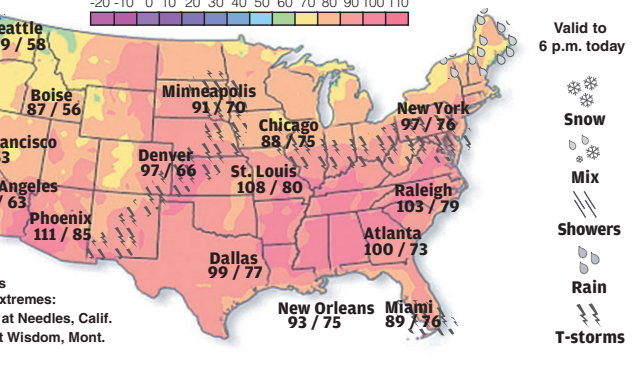 -20 -10 0 10 20 30 40 50 60 70 80 90 100 110
eattle
9 / 58
Valid to
6 p.m. today
Boise
87 / 56
Minneapolis
91 / 70
New York
97 / 76
Snow
ancisco
3
Chicago
88 / 75
Denver
97 / 66
St. Louis
108 / 80
Mix
Angeles
/ 63
Raleigh
103 / 79
Phoenix
111 / 85
Showers
Atlanta
100 / 73
Dallas
99 / 77
Rain
s
xtremes:
at Needles, Calif.
t Wisdom, Mont.
New Orleans
93 / 75
Miami
89 / 76
T-storms